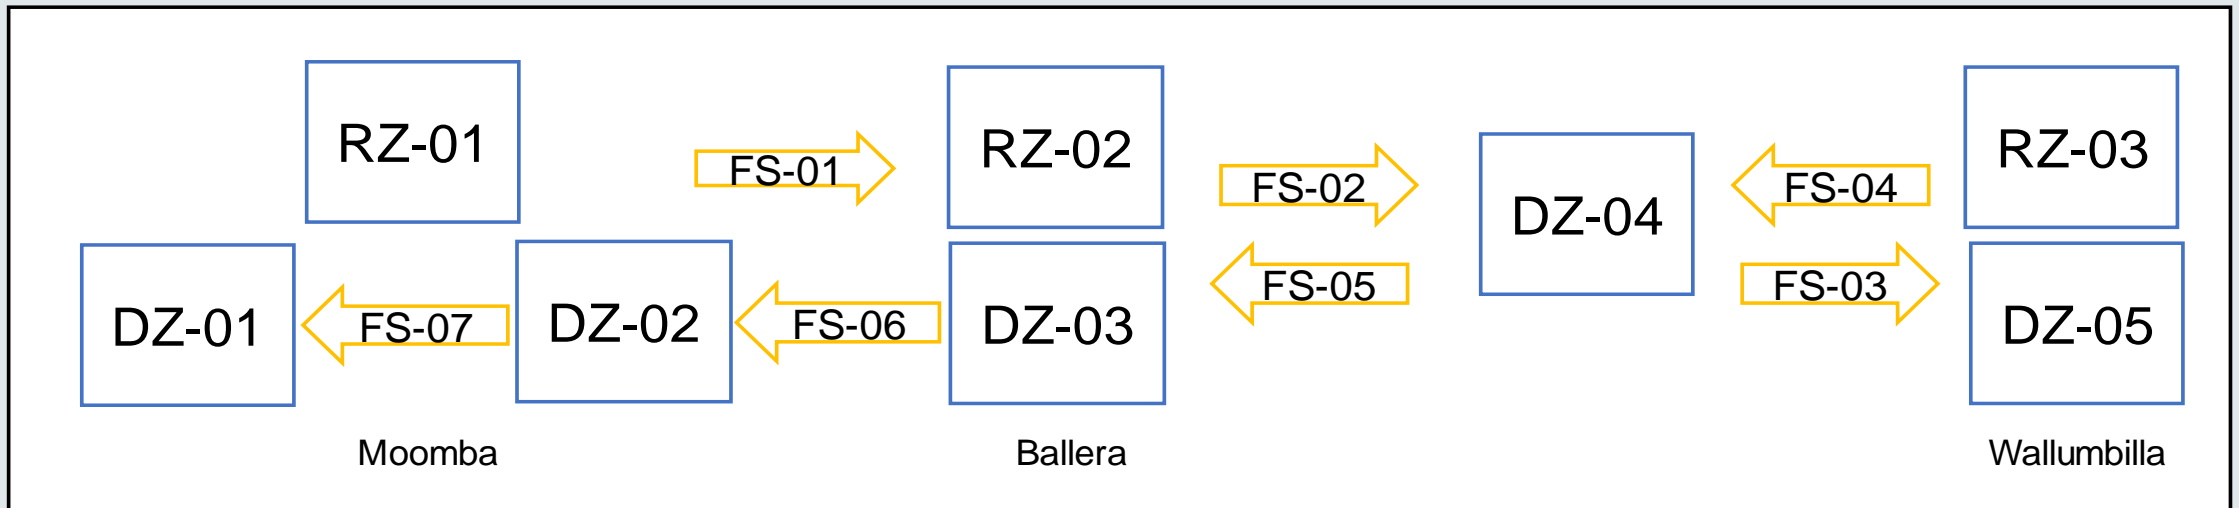 RZ-01
FS-01
RZ-02
FS-02
DZ-04
FS-04
RZ-03
DZ-01
FS-07
DZ-02
FS-06
DZ-03
FS-05
FS-03
DZ-05
Moomba
Ballera
Wallumbilla